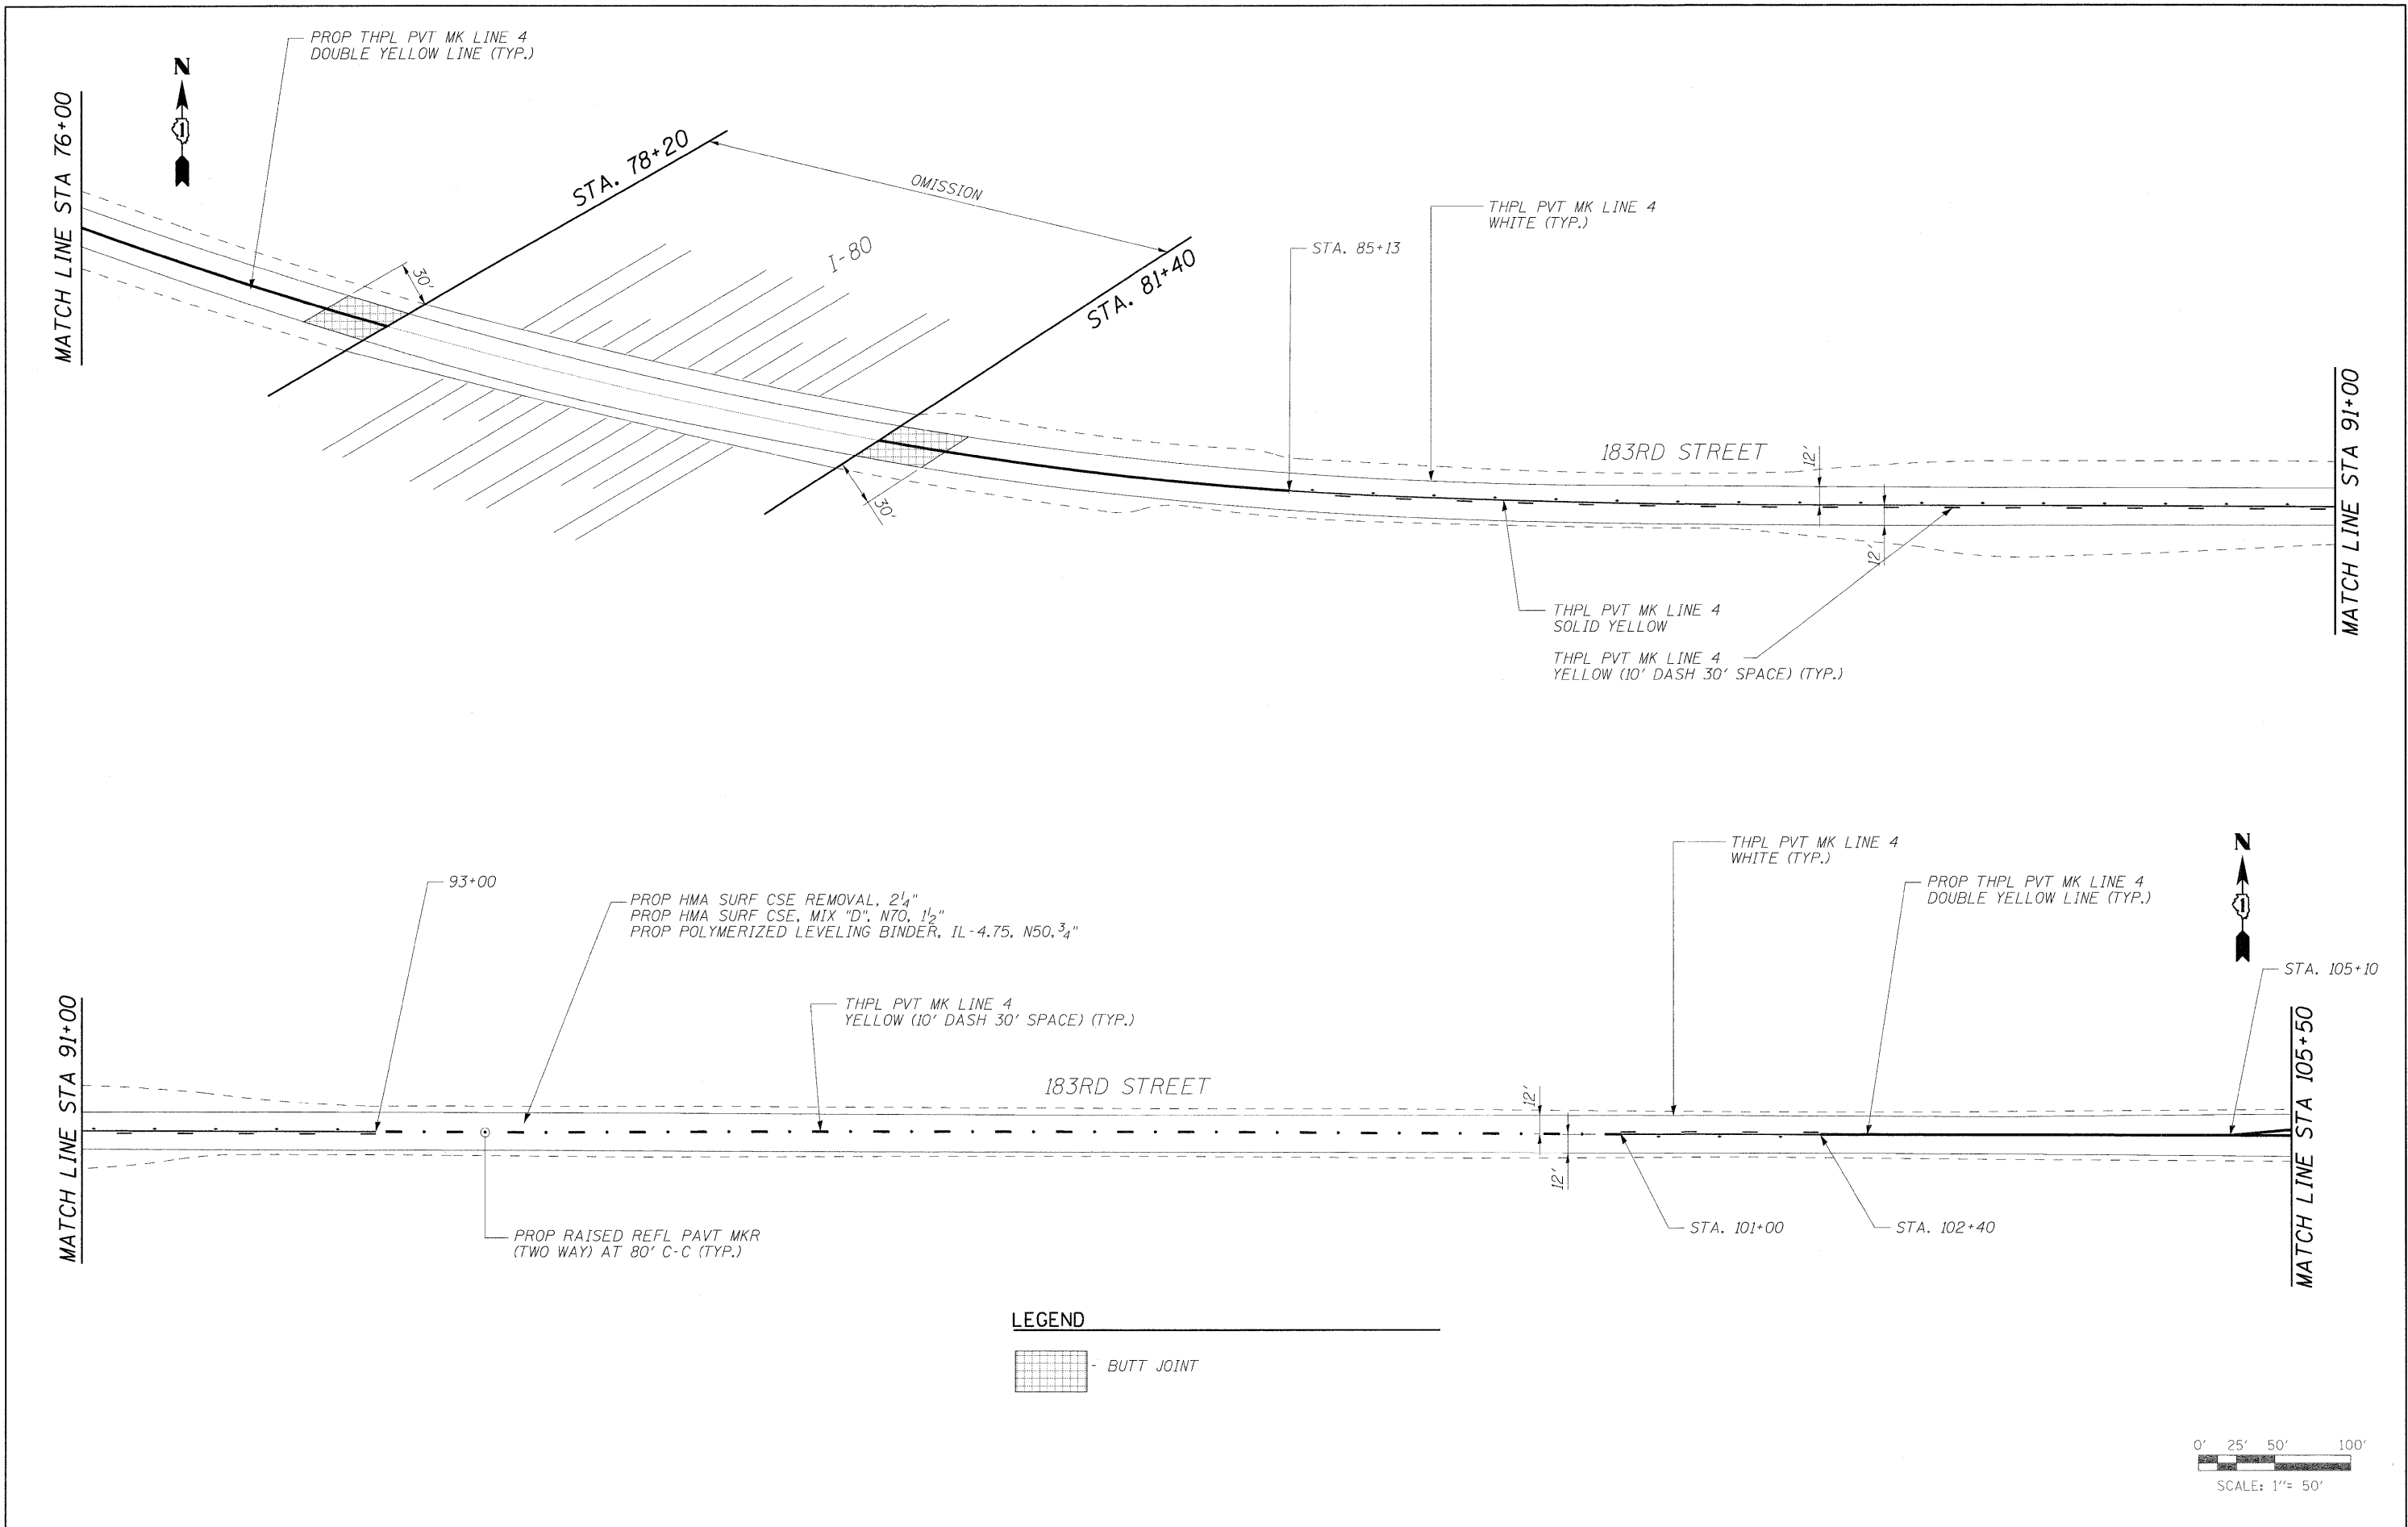 PROP THPL PVT MK LINE 4
DOUBLE YELLOW LINE (TYP.)
N
1
MATCH LINE STA 76+00
STA. 78+20
OMISSION
I-80
30'
STA. 81+40
30'
THPL PVT MK LINE 4
WHITE (TYP.)
STA. 85+13
183RD STREET
12'
12'
MATCH LINE STA 91+00
THPL PVT MK LINE 4
SOLID YELLOW
THPL PVT MK LINE 4
YELLOW (10' DASH 30' SPACE) (TYP.)
THPL PVT MK LINE 4
WHITE (TYP.)
N
1
93+00
PROP HMA SURF CSE REMOVAL, 2 1/4"
PROP HMA SURF CSE, MIX "D", N70, 1 1/2"
PROP POLYMERIZED LEVELING BINDER, IL-4.75, N50, 3/4"
PROP THPL PVT MK LINE 4
DOUBLE YELLOW LINE (TYP.)
STA. 105+10
MATCH LINE STA 91+00
THPL PVT MK LINE 4
YELLOW (10' DASH 30' SPACE) (TYP.)
183RD STREET
12'
12'
MATCH LINE STA 105+50
PROP RAISED REFL PAVT MKR
(TWO WAY) AT 80' C-C (TYP.)
STA. 101+00
STA. 102+40
LEGEND
- BUTT JOINT
0' 25' 50' 100'
SCALE: 1"= 50'